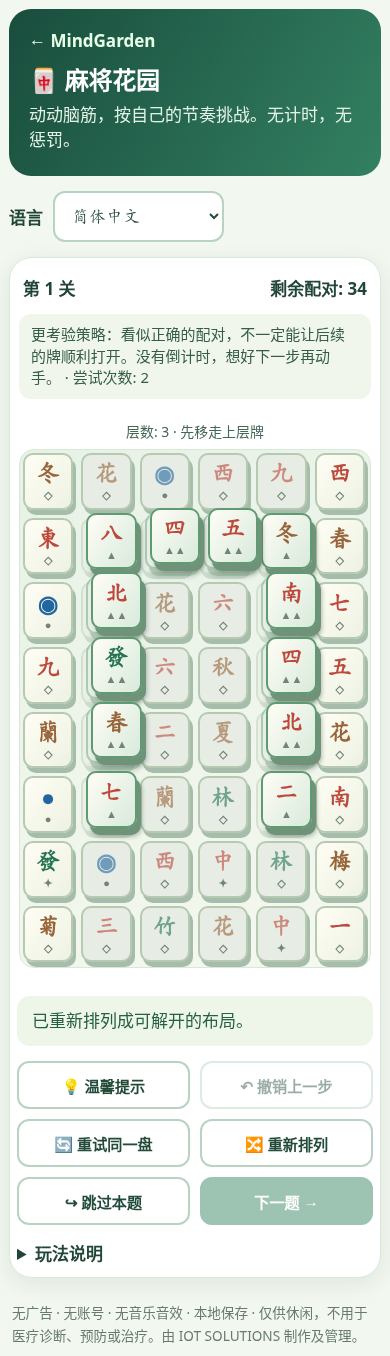 ← MindGarden
🀄 麻将花园
动动脑筋，按自己的节奏挑战。无计时，无
惩罚。
语言 简体中文
第 1 关 剩余配对: 34
更考验策略：看似正确的配对，不一定能让后续
的牌顺利打开。没有倒计时，想好下一步再动
手。 · 尝试次数: 2
层数: 3 · 先移走上层牌
冬 花 ◉ 西 九 西
東 八 四 五 冬 春
◉ 北 花 六 南 七
九 發 六 秋 四 五
蘭 春 二 夏 北 花
● 七 蘭 林 二 南
發 ◉ 西 中 林 梅
菊 三 竹 花 中 一
已重新排列成可解开的布局。
💡 温馨提示 ↶ 撤销上一步
🔄 重试同一盘 🔀 重新排列
↪ 跳过本题 下一题 →
▶ 玩法说明
无广告 · 无账号 · 无音乐音效 · 本地保存 · 仅供休闲，不用于
医疗诊断、预防或治疗。由 IOT SOLUTIONS 制作及管理。